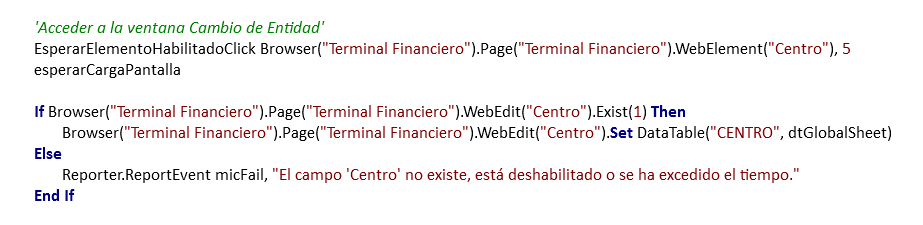 'Acceder a la ventana Cambio de Entidad'
EsperarElementoHabilitadoClick Browser("Terminal Financiero").Page("Terminal Financiero").WebElement("Centro"), 5
esperarCargaPantalla
If Browser("Terminal Financiero").Page("Terminal Financiero").WebEdit("Centro").Exist(1) Then
Browser("Terminal Financiero").Page("Terminal Financiero").WebEdit("Centro").Set DataTable("CENTRO", dtGlobalSheet)
Else
Reporter.ReportEvent micFail, "El campo 'Centro' no existe, está deshabilitado o se ha excedido el tiempo."
End If